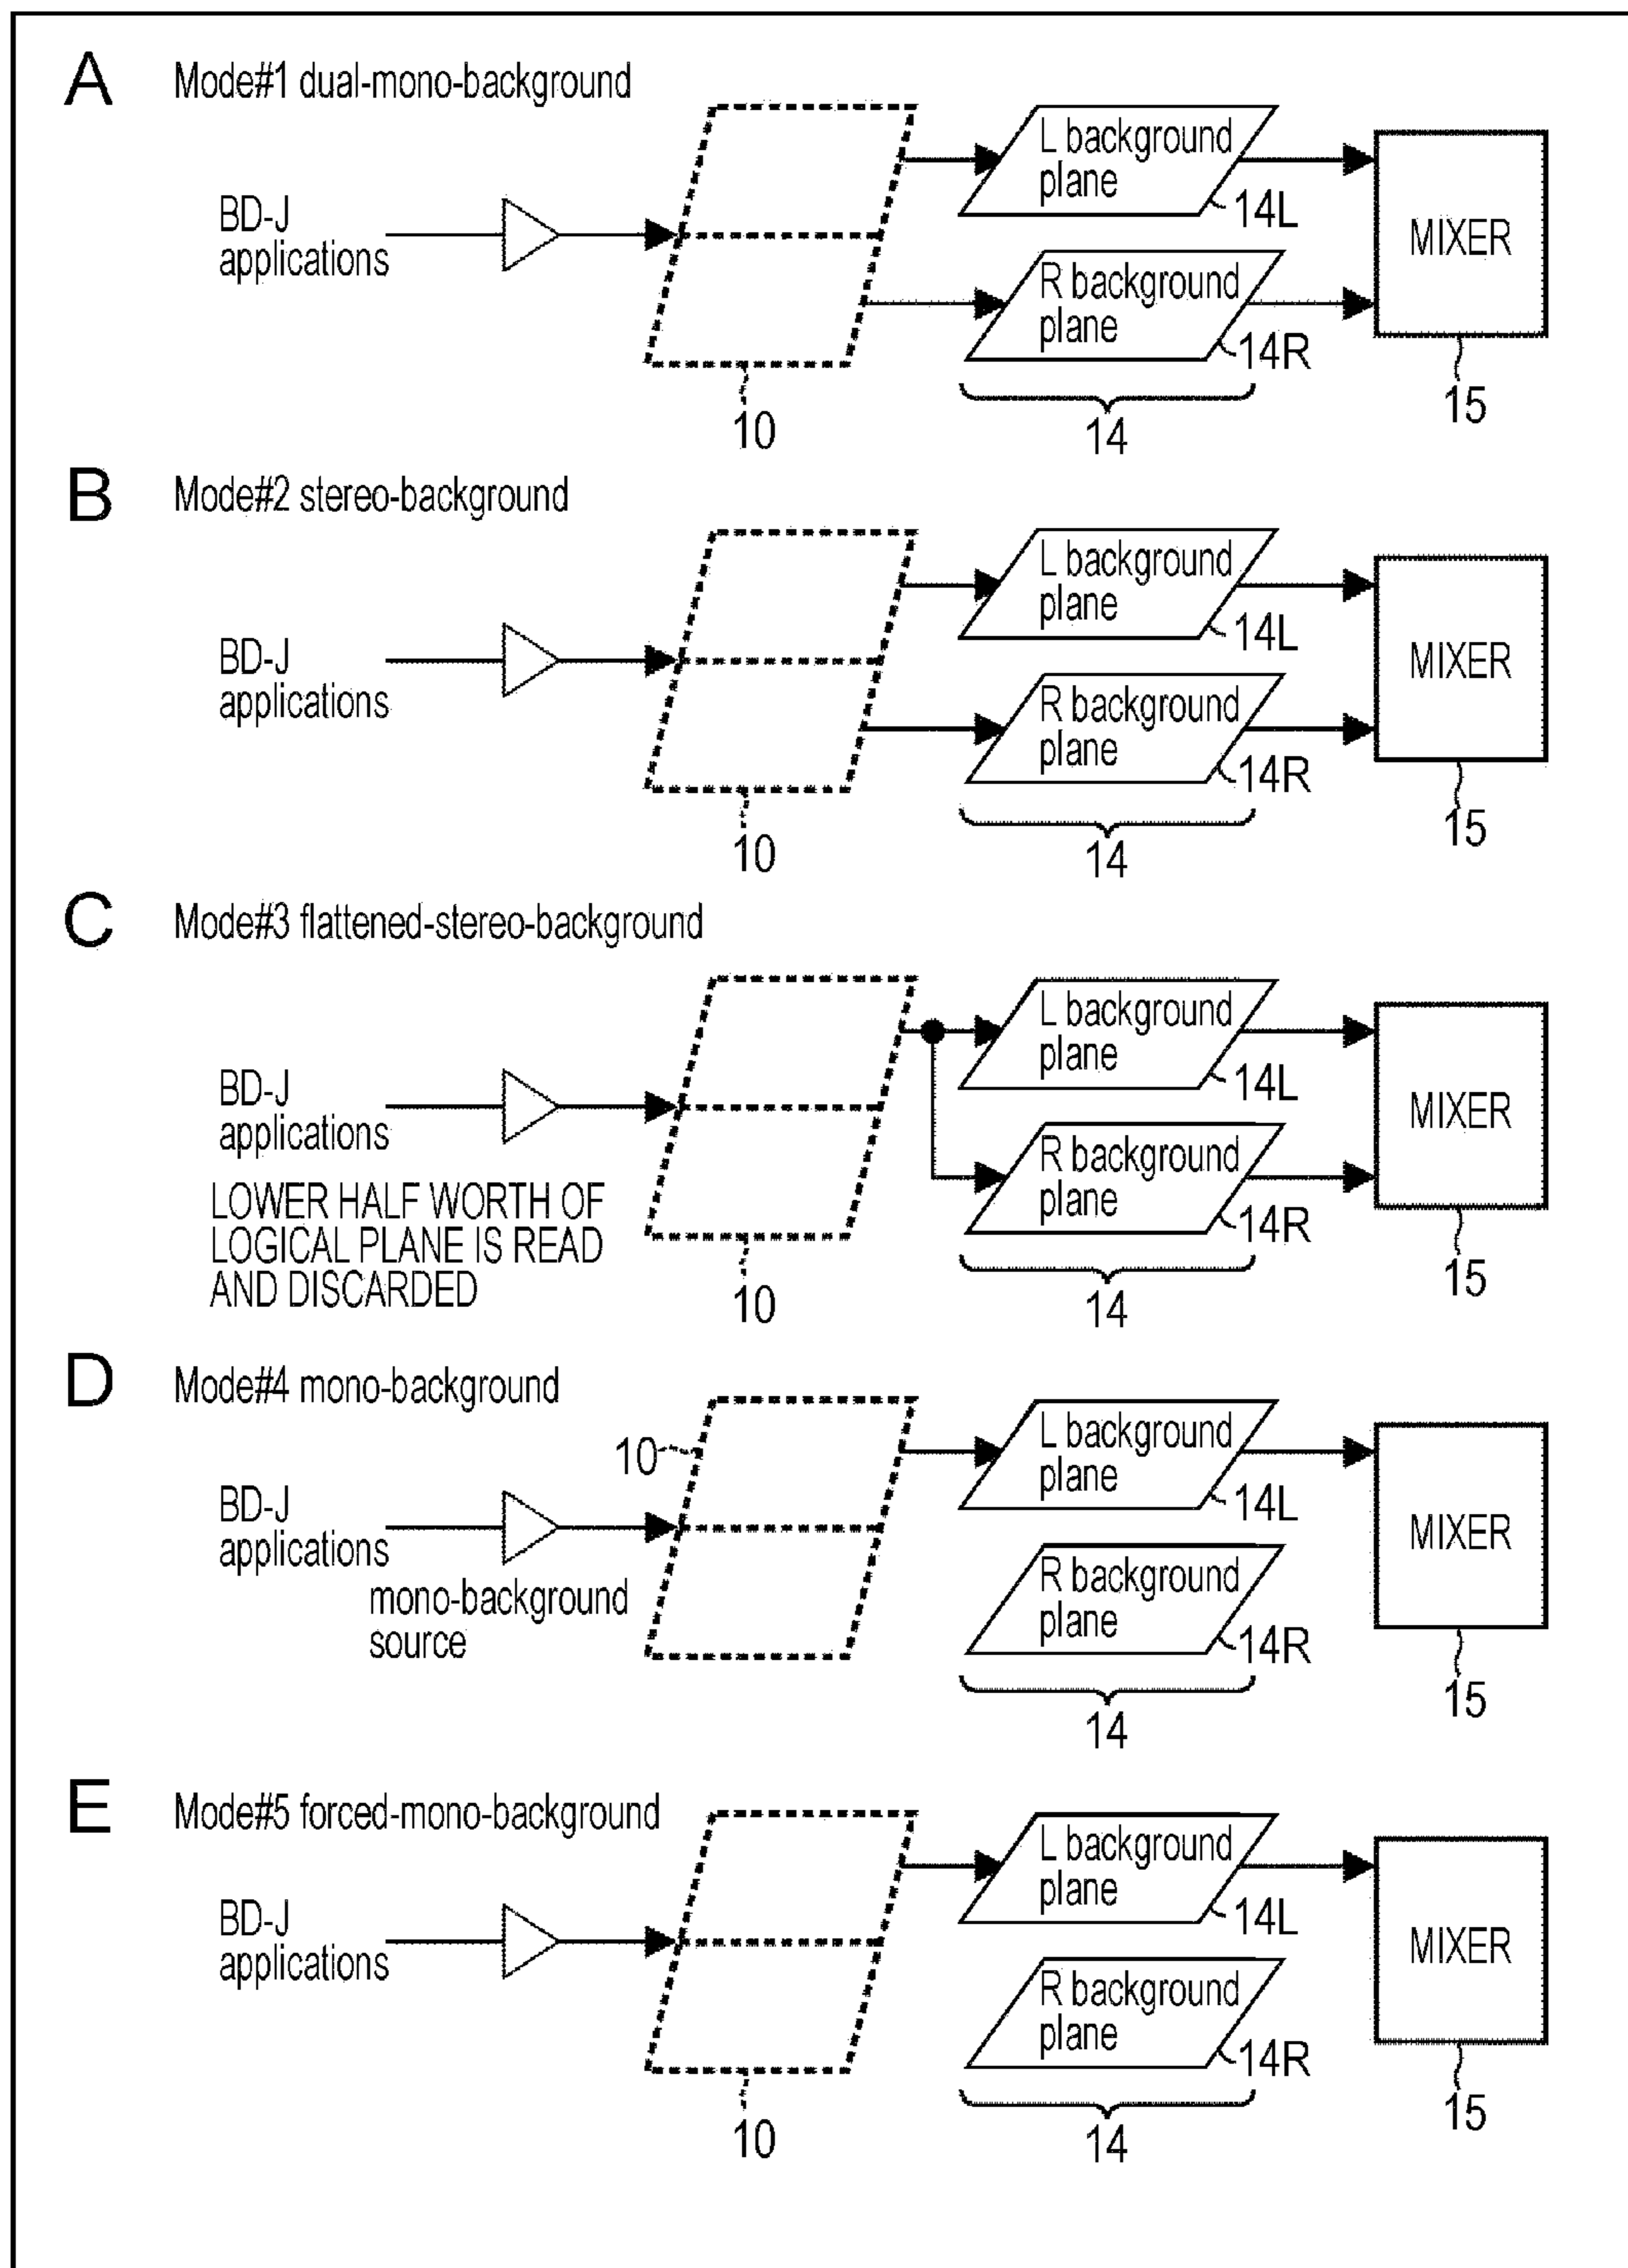 A Mode#1 dual-mono-background
BD-J
applications
L background
plane
14L
R background
plane
14R
MIXER
10
14
15
B Mode#2 stereo-background
BD-J
applications
L background
plane
14L
R background
plane
14R
MIXER
10
14
15
C Mode#3 flattened-stereo-background
BD-J
applications
LOWER HALF WORTH OF
LOGICAL PLANE IS READ
AND DISCARDED
L background
plane
14L
R background
plane
14R
MIXER
10
14
15
D Mode#4 mono-background
10
BD-J
applications
mono-background
source
L background
plane
14L
R background
plane
14R
MIXER
14
15
E Mode#5 forced-mono-background
BD-J
applications
L background
plane
14L
R background
plane
14R
MIXER
10
14
15